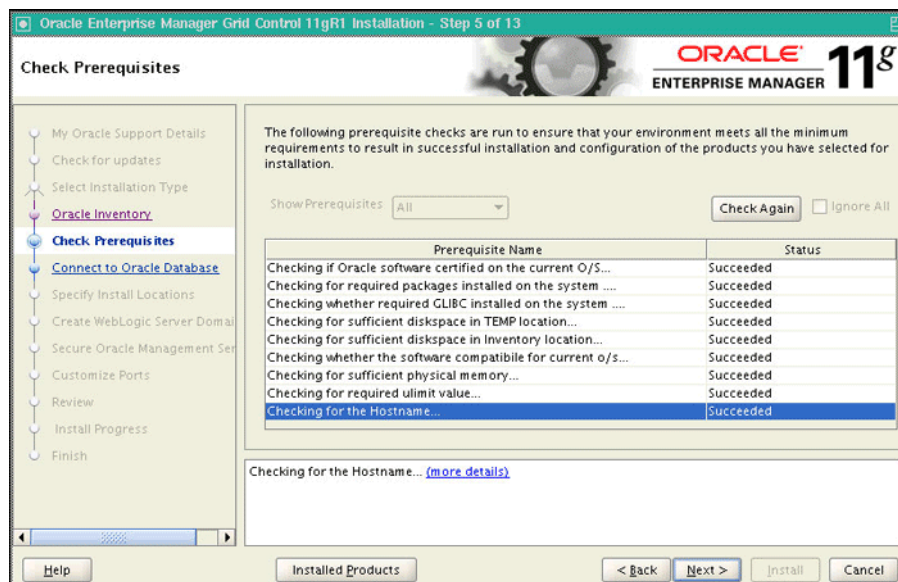 Oracle Enterprise Manager Grid Control 11gR1 Installation - Step 5 of 13
Check Prerequisites
ORACLE
ENTERPRISE MANAGER 11g
My Oracle Support Details
Check for updates
Select Installation Type
Oracle Inventory
Check Prerequisites
Connect to Oracle Database
Specify Install Locations
Create WebLogic Server Domai
Secure Oracle Management Ser
Customize Ports
Review
Install Progress
Finish
The following prerequisite checks are run to ensure that your environment meets all the minimum
requirements to result in successful installation and configuration of the products you have selected for
installation.
Show Prerequisites All Check Again Ignore All
Prerequisite Name Status
Checking if Oracle software certified on the current O/S... Succeeded
Checking for required packages installed on the system .... Succeeded
Checking whether required GLIBC installed on the system .... Succeeded
Checking for sufficient diskspace in TEMP location... Succeeded
Checking for sufficient diskspace in Inventory location... Succeeded
Checking whether the software compatibile for current o/s... Succeeded
Checking for sufficient physical memory... Succeeded
Checking for required ulimit value... Succeeded
Checking for the Hostname... Succeeded
Checking for the Hostname... (more details)
Help Installed Products < Back Next > Install Cancel